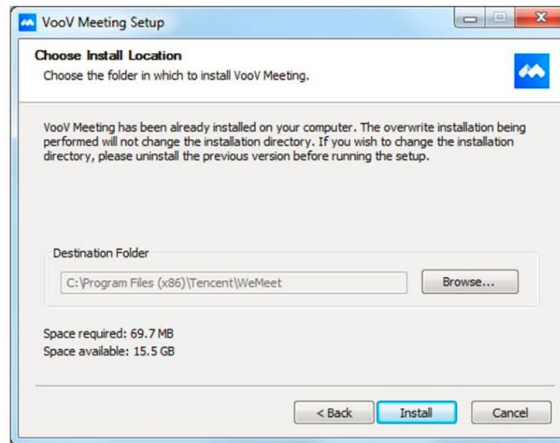 VooV Meeting Setup
Choose Install Location
Choose the folder in which to install VooV Meeting.
VooV Meeting has been already installed on your computer. The overwrite installation being
performed will not change the installation directory. If you wish to change the installation
directory, please uninstall the previous version before running the setup.
Destination Folder
C:\Program Files (x86)\Tencent\WeMeet
Browse...
Space required: 69.7 MB
Space available: 15.5 GB
< Back
Install
Cancel